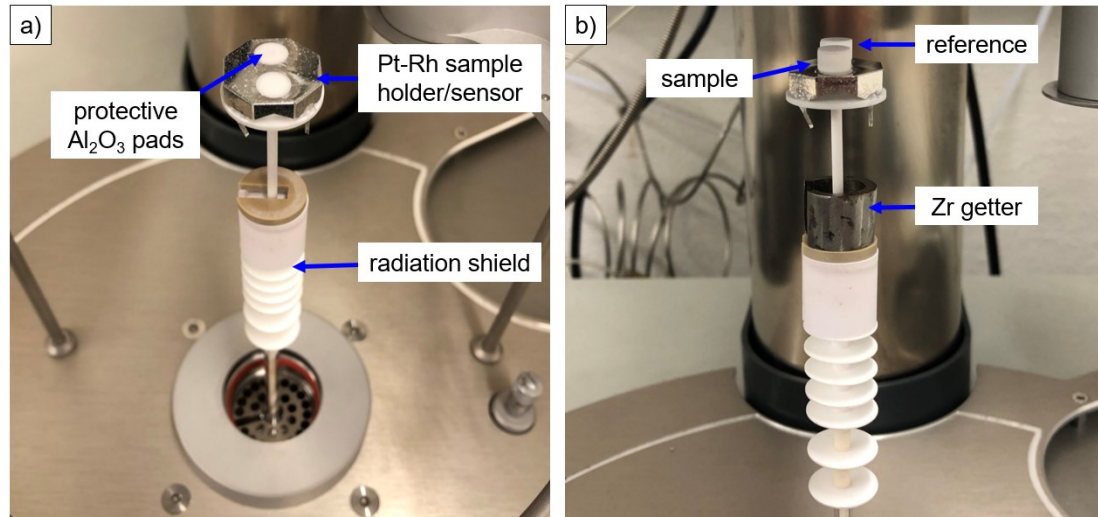 a)
protective
Al₂O₃ pads
Pt-Rh sample
holder/sensor
radiation shield
b)
reference
sample
Zr getter